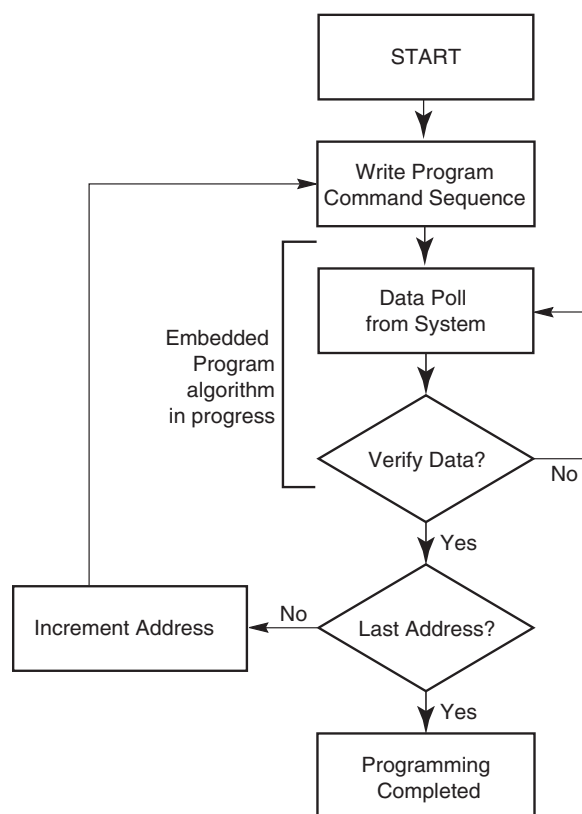 START
Write Program
Command Sequence
Data Poll
from System
Embedded
Program
algorithm
in progress
Verify Data?
No
Yes
Last Address?
No
Increment Address
Yes
Programming
Completed